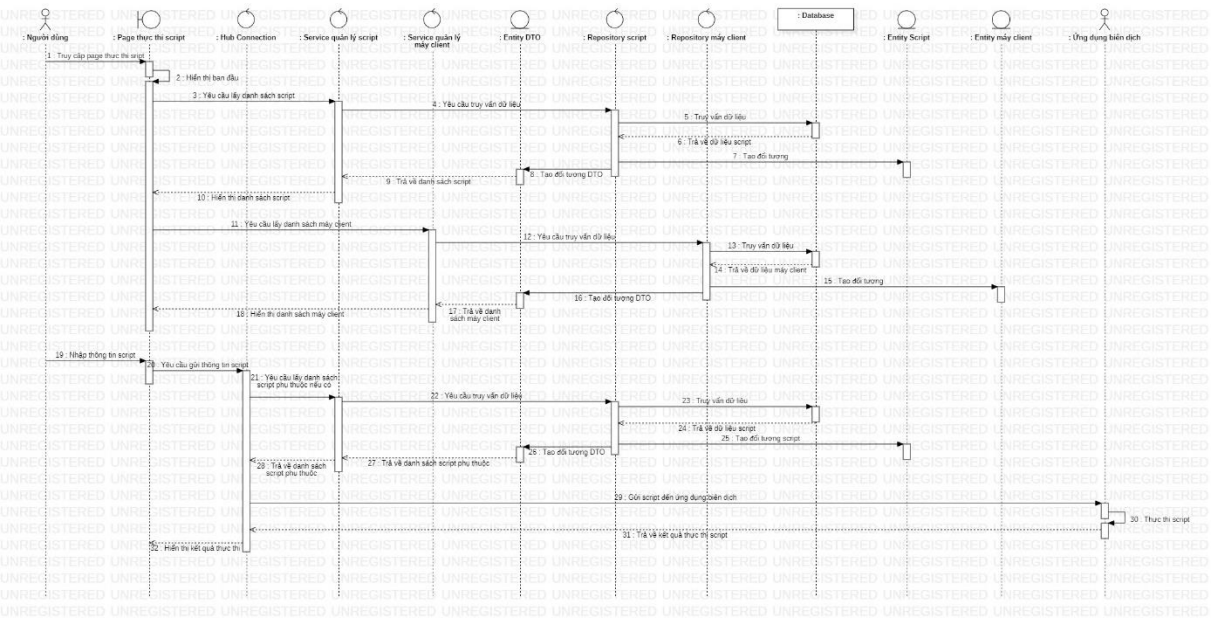 : Người dùng
: Page thực thi script
: Hub Connection
: Service quản lý script
: Service quản lý
máy client
: Entity DTO
: Repository script
: Repository máy client
: Database
: Entity Script
: Entity máy client
: Ứng dụng biên dịch
1 : Truy cập page thực thi sript
2 : Hiển thị ban đầu
3 : Yêu cầu lấy danh sách script
4 : Yêu cầu truy vấn dữ liệu
5 : Truy vấn dữ liệu
6 : Trả về dữ liệu script
7 : Tạo đối tượng
8 : Tạo đối tượng DTO
9 : Trả về danh sách script
10 : Hiển thị danh sách script
11 : Yêu cầu lấy danh sách máy client
12 : Yêu cầu truy vấn dữ liệu
13 : Truy vấn dữ liệu
14 : Trả về dữ liệu máy client
15 : Tạo đối tượng
16 : Tạo đối tượng DTO
17 : Trả về danh
sách máy client
18 : Hiển thị danh sách máy client
19 : Nhập thông tin script
20 : Yêu cầu gửi thông tin script
21 : Yêu cầu lấy danh sách
script phụ thuộc nếu có
22 : Yêu cầu truy vấn dữ liệu
23 : Truy vấn dữ liệu
24 : Trả về dữ liệu script
25 : Tạo đối tượng script
26 : Tạo đối tượng DTO
27 : Trả về danh sách script phụ thuộc
28 : Trả về danh sách
script phụ thuộc
29 : Gửi script đến ứng dụng biên dịch
30 : Thực thi script
31 : Trả về kết quả thực thi script
32 : Hiển thị kết quả thực thi
UNREGISTERED